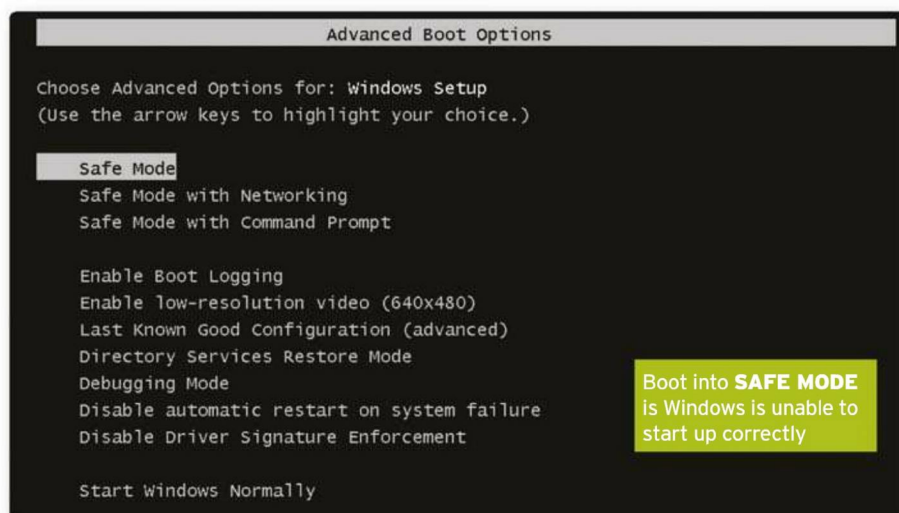 Advanced Boot Options
Choose Advanced Options for: Windows Setup
(Use the arrow keys to highlight your choice.)
Safe Mode
Safe Mode with Networking
Safe Mode with Command Prompt
Enable Boot Logging
Enable low-resolution video (640x480)
Last Known Good Configuration (advanced)
Directory Services Restore Mode
Debugging Mode
Disable automatic restart on system failure
Disable Driver Signature Enforcement
Start Windows Normally
Boot into SAFE MODE
is Windows is unable to
start up correctly